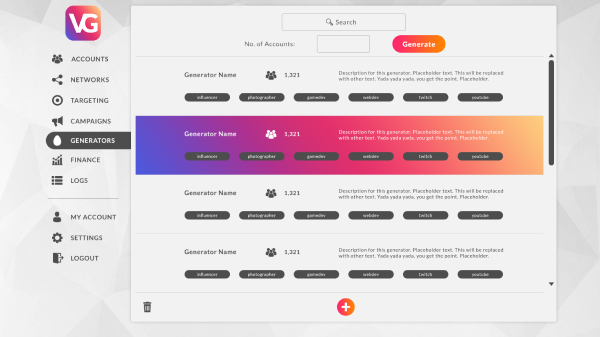 VG
ACCOUNTS
NETWORKS
TARGETING
CAMPAIGNS
GENERATORS
FINANCE
LOGS
MY ACCOUNT
SETTINGS
LOGOUT
Search
No. of Accounts:
Generate
Generator Name 1,321 Description for this generator. Placeholder text. This will be replaced
with other text. Yada yada yada, you get the point. Placeholder.
influencer photographer gamedev webdev twitch youtube
Generator Name 1,321 Description for this generator. Placeholder text. This will be replaced
with other text. Yada yada yada, you get the point. Placeholder.
influencer photographer gamedev webdev twitch youtube
Generator Name 1,321 Description for this generator. Placeholder text. This will be replaced
with other text. Yada yada yada, you get the point. Placeholder.
influencer photographer gamedev webdev twitch youtube
Generator Name 1,321 Description for this generator. Placeholder text. This will be replaced
with other text. Yada yada yada, you get the point. Placeholder.
influencer photographer gamedev webdev twitch youtube